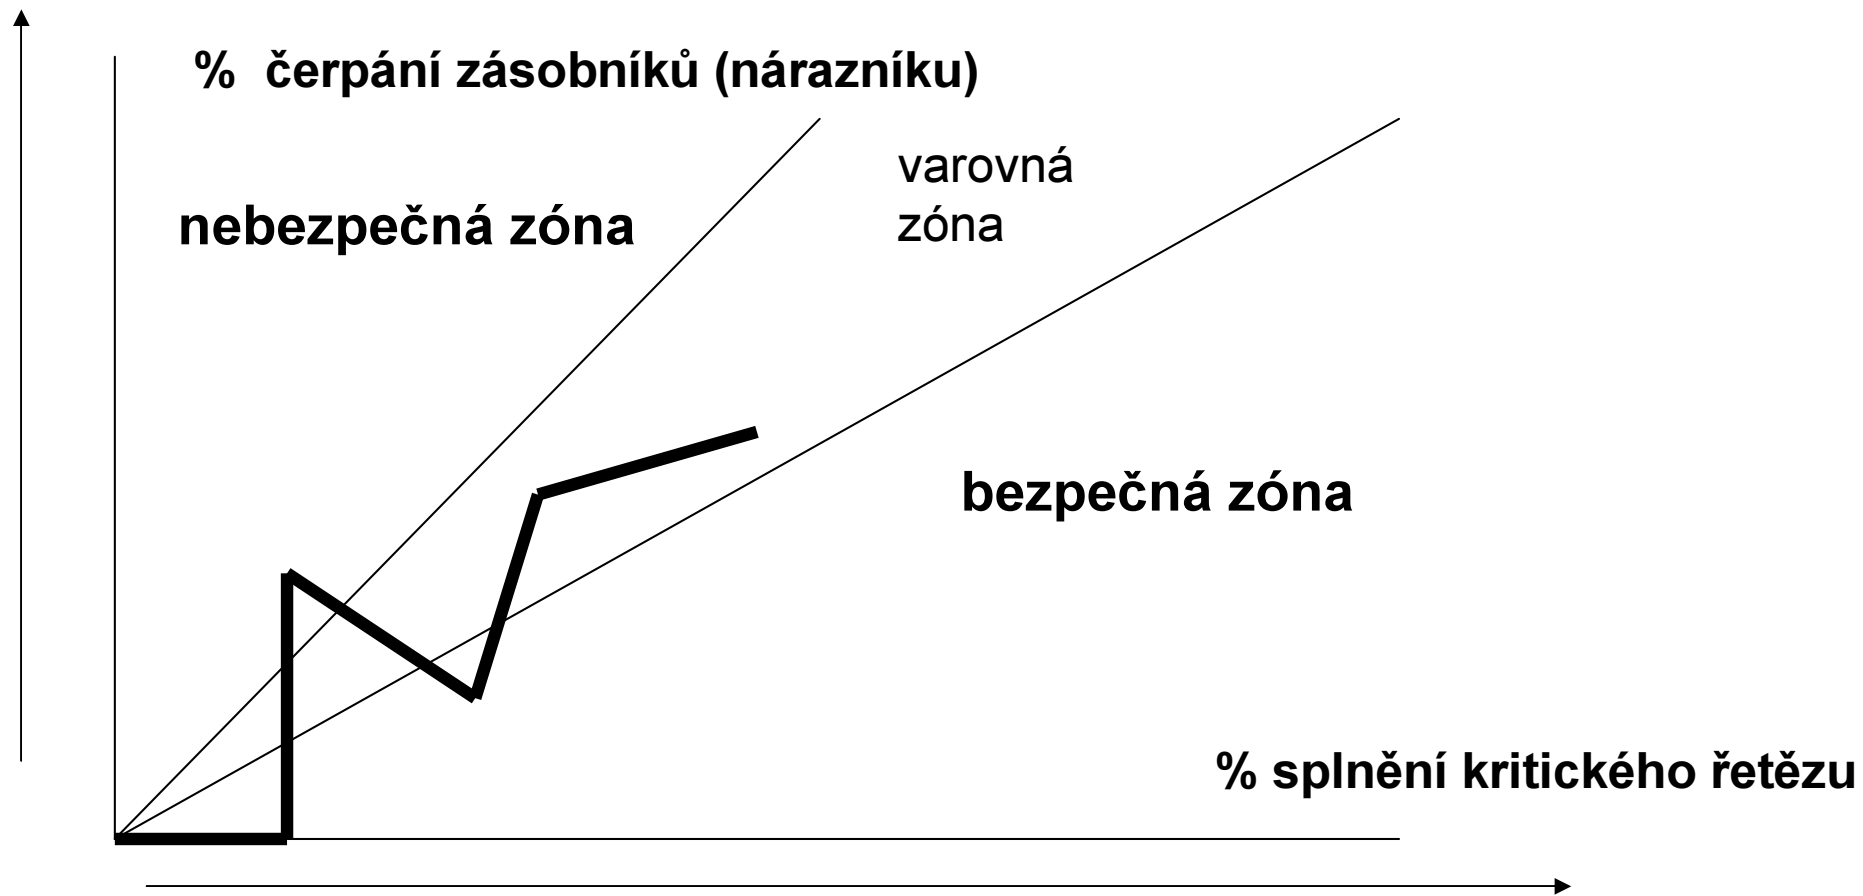 % čerpání zásobníků (nárazníku)
varovná
zóna
nebezpečná zóna
bezpečná zóna
% splnění kritického řetězu